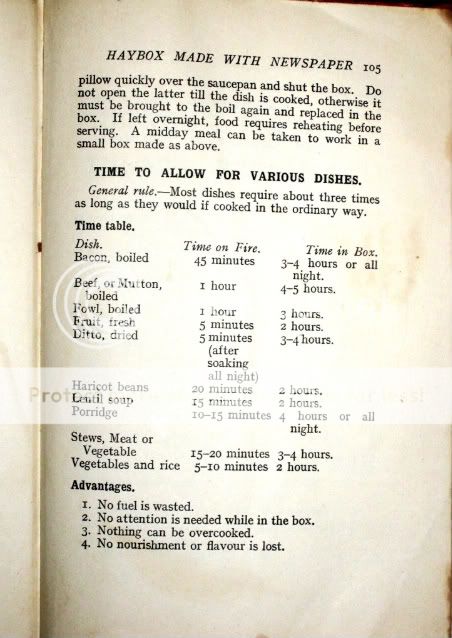 HAYBOX MADE WITH NEWSPAPER 105
pillow quickly over the saucepan and shut the box. Do
not open the latter till the dish is cooked, otherwise it
must be brought to the boil again and replaced in the
box. If left overnight, food requires reheating before
serving. A midday meal can be taken to work in a
small box made as above.
TIME TO ALLOW FOR VARIOUS DISHES.
General rule.—Most dishes require about three times
as long as they would if cooked in the ordinary way.
Time table.
Dish. Time on Fire. Time in Box.
Bacon, boiled 45 minutes 3–4 hours or all
night.
Beef, or Mutton,
boiled 1 hour 4–5 hours.
Fowl, boiled 1 hour 3 hours.
Fruit, fresh 5 minutes 2 hours.
Ditto, dried 5 minutes 3–4 hours.
(after
soaking
all night)
Haricot beans 20 minutes 2 hours.
Lentil soup 15 minutes 2 hours.
Porridge 10–15 minutes 4 hours or all
night.
Stews, Meat or
Vegetable 15–20 minutes 3–4 hours.
Vegetables and rice 5–10 minutes 2 hours.
Advantages.
1. No fuel is wasted.
2. No attention is needed while in the box.
3. Nothing can be overcooked.
4. No nourishment or flavour is lost.